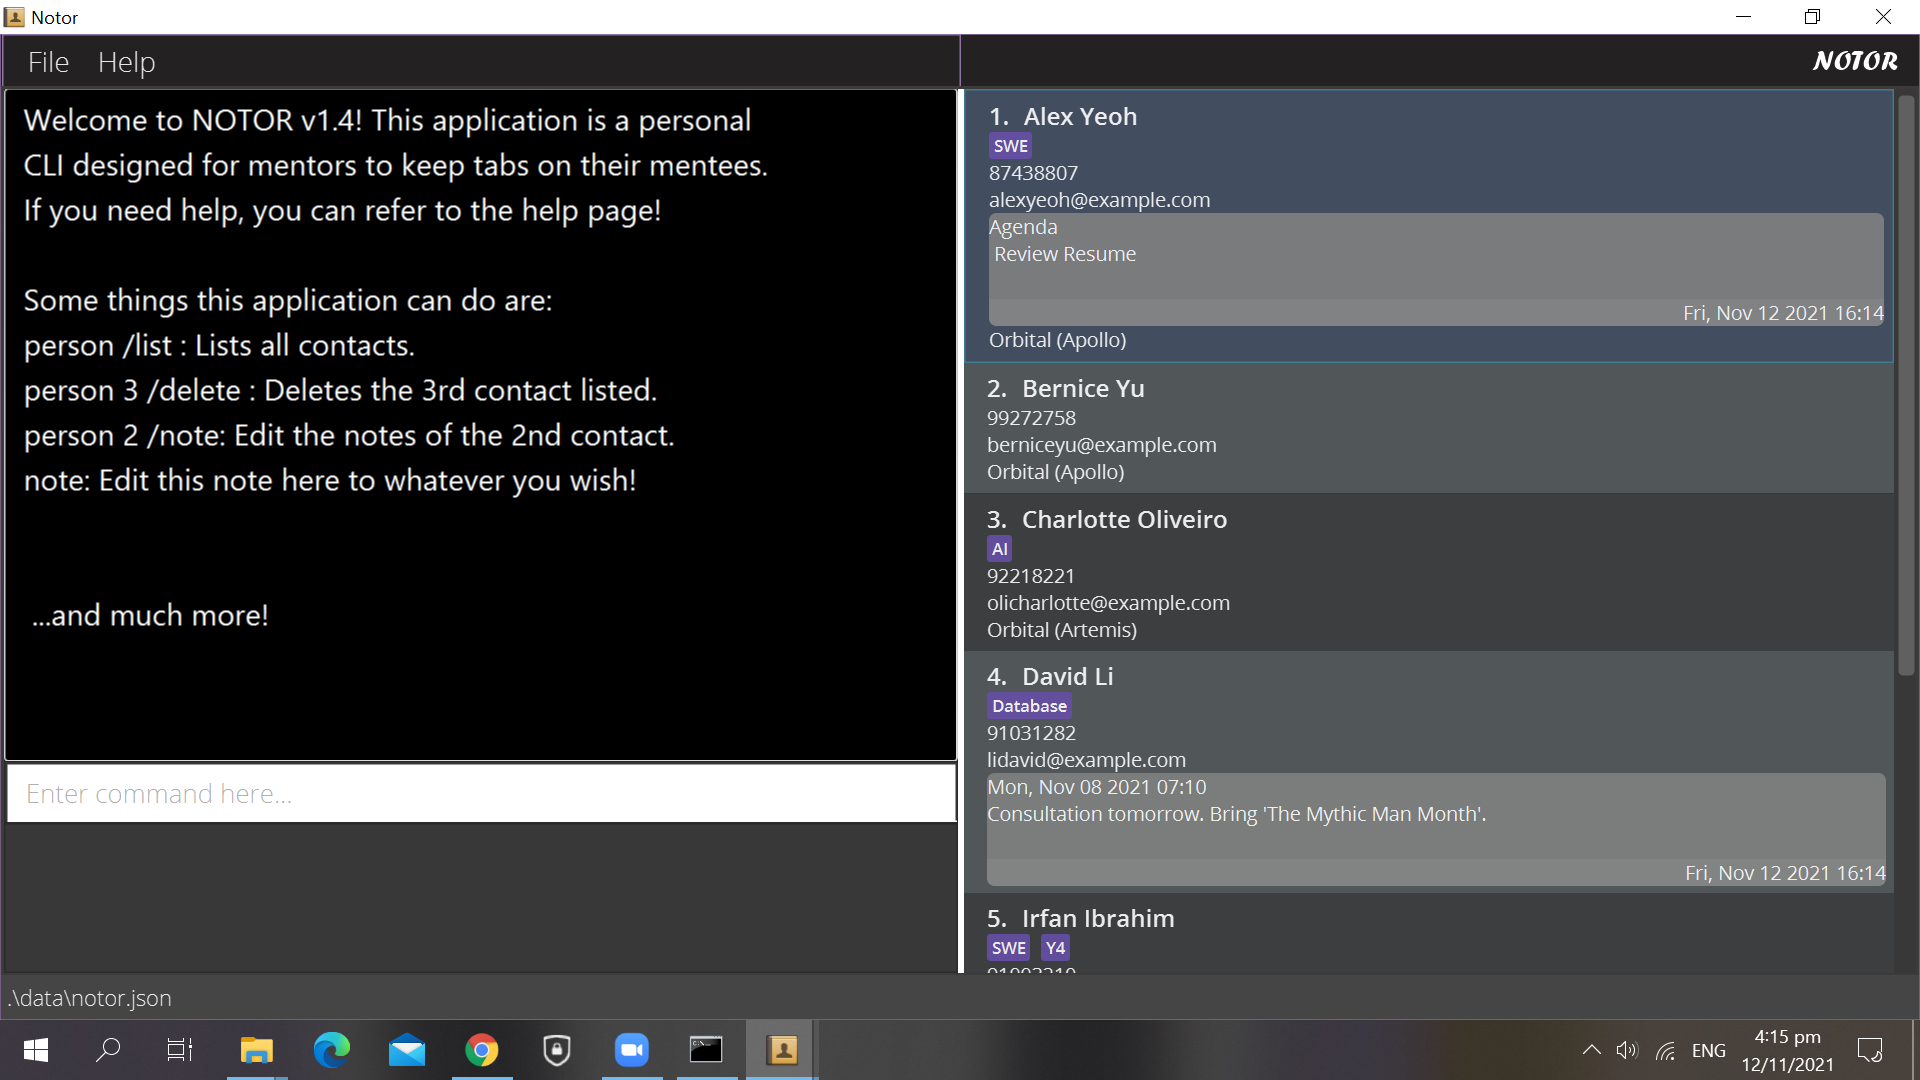 Notor
File Help
NOTOR
Welcome to NOTOR v1.4! This application is a personal
CLI designed for mentors to keep tabs on their mentees.
If you need help, you can refer to the help page!
Some things this application can do are:
person /list : Lists all contacts.
person 3 /delete : Deletes the 3rd contact listed.
person 2 /note: Edit the notes of the 2nd contact.
note: Edit this note here to whatever you wish!
...and much more!
Enter command here...
1. Alex Yeoh
SWE
87438807
alexyeoh@example.com
Agenda
Review Resume
Fri, Nov 12 2021 16:14
Orbital (Apollo)
2. Bernice Yu
99272758
berniceyu@example.com
Orbital (Apollo)
3. Charlotte Oliveiro
AI
92218221
olicharlotte@example.com
Orbital (Artemis)
4. David Li
Database
91031282
lidavid@example.com
Mon, Nov 08 2021 07:10
Consultation tomorrow. Bring 'The Mythic Man Month'.
Fri, Nov 12 2021 16:14
5. Irfan Ibrahim
SWE Y4
.\data\notor.json
ENG
4:15 pm
12/11/2021